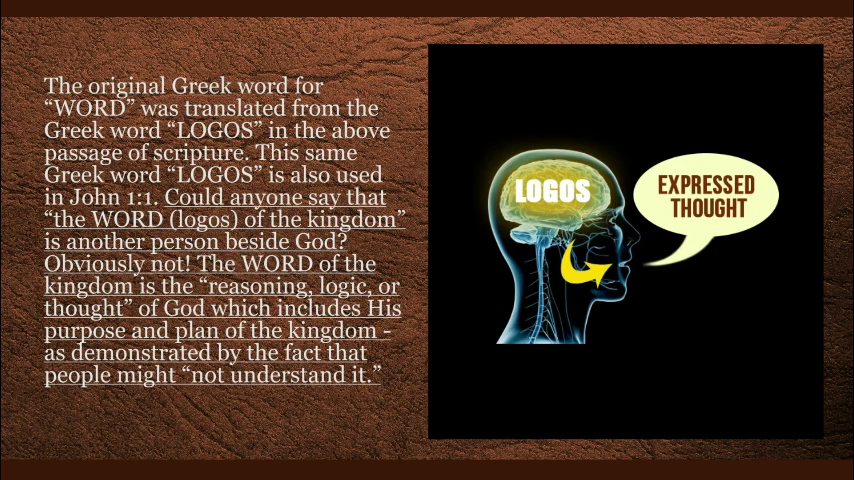 The original Greek word for
“WORD” was translated from the
Greek word “LOGOS” in the above
passage of scripture. This same
Greek word “LOGOS” is also used
in John 1:1. Could anyone say that
“the WORD (logos) of the kingdom”
is another person beside God?
Obviously not! The WORD of the
kingdom is the “reasoning, logic, or
thought” of God which includes His
purpose and plan of the kingdom -
as demonstrated by the fact that
people might “not understand it.”
LOGOS
EXPRESSED
THOUGHT